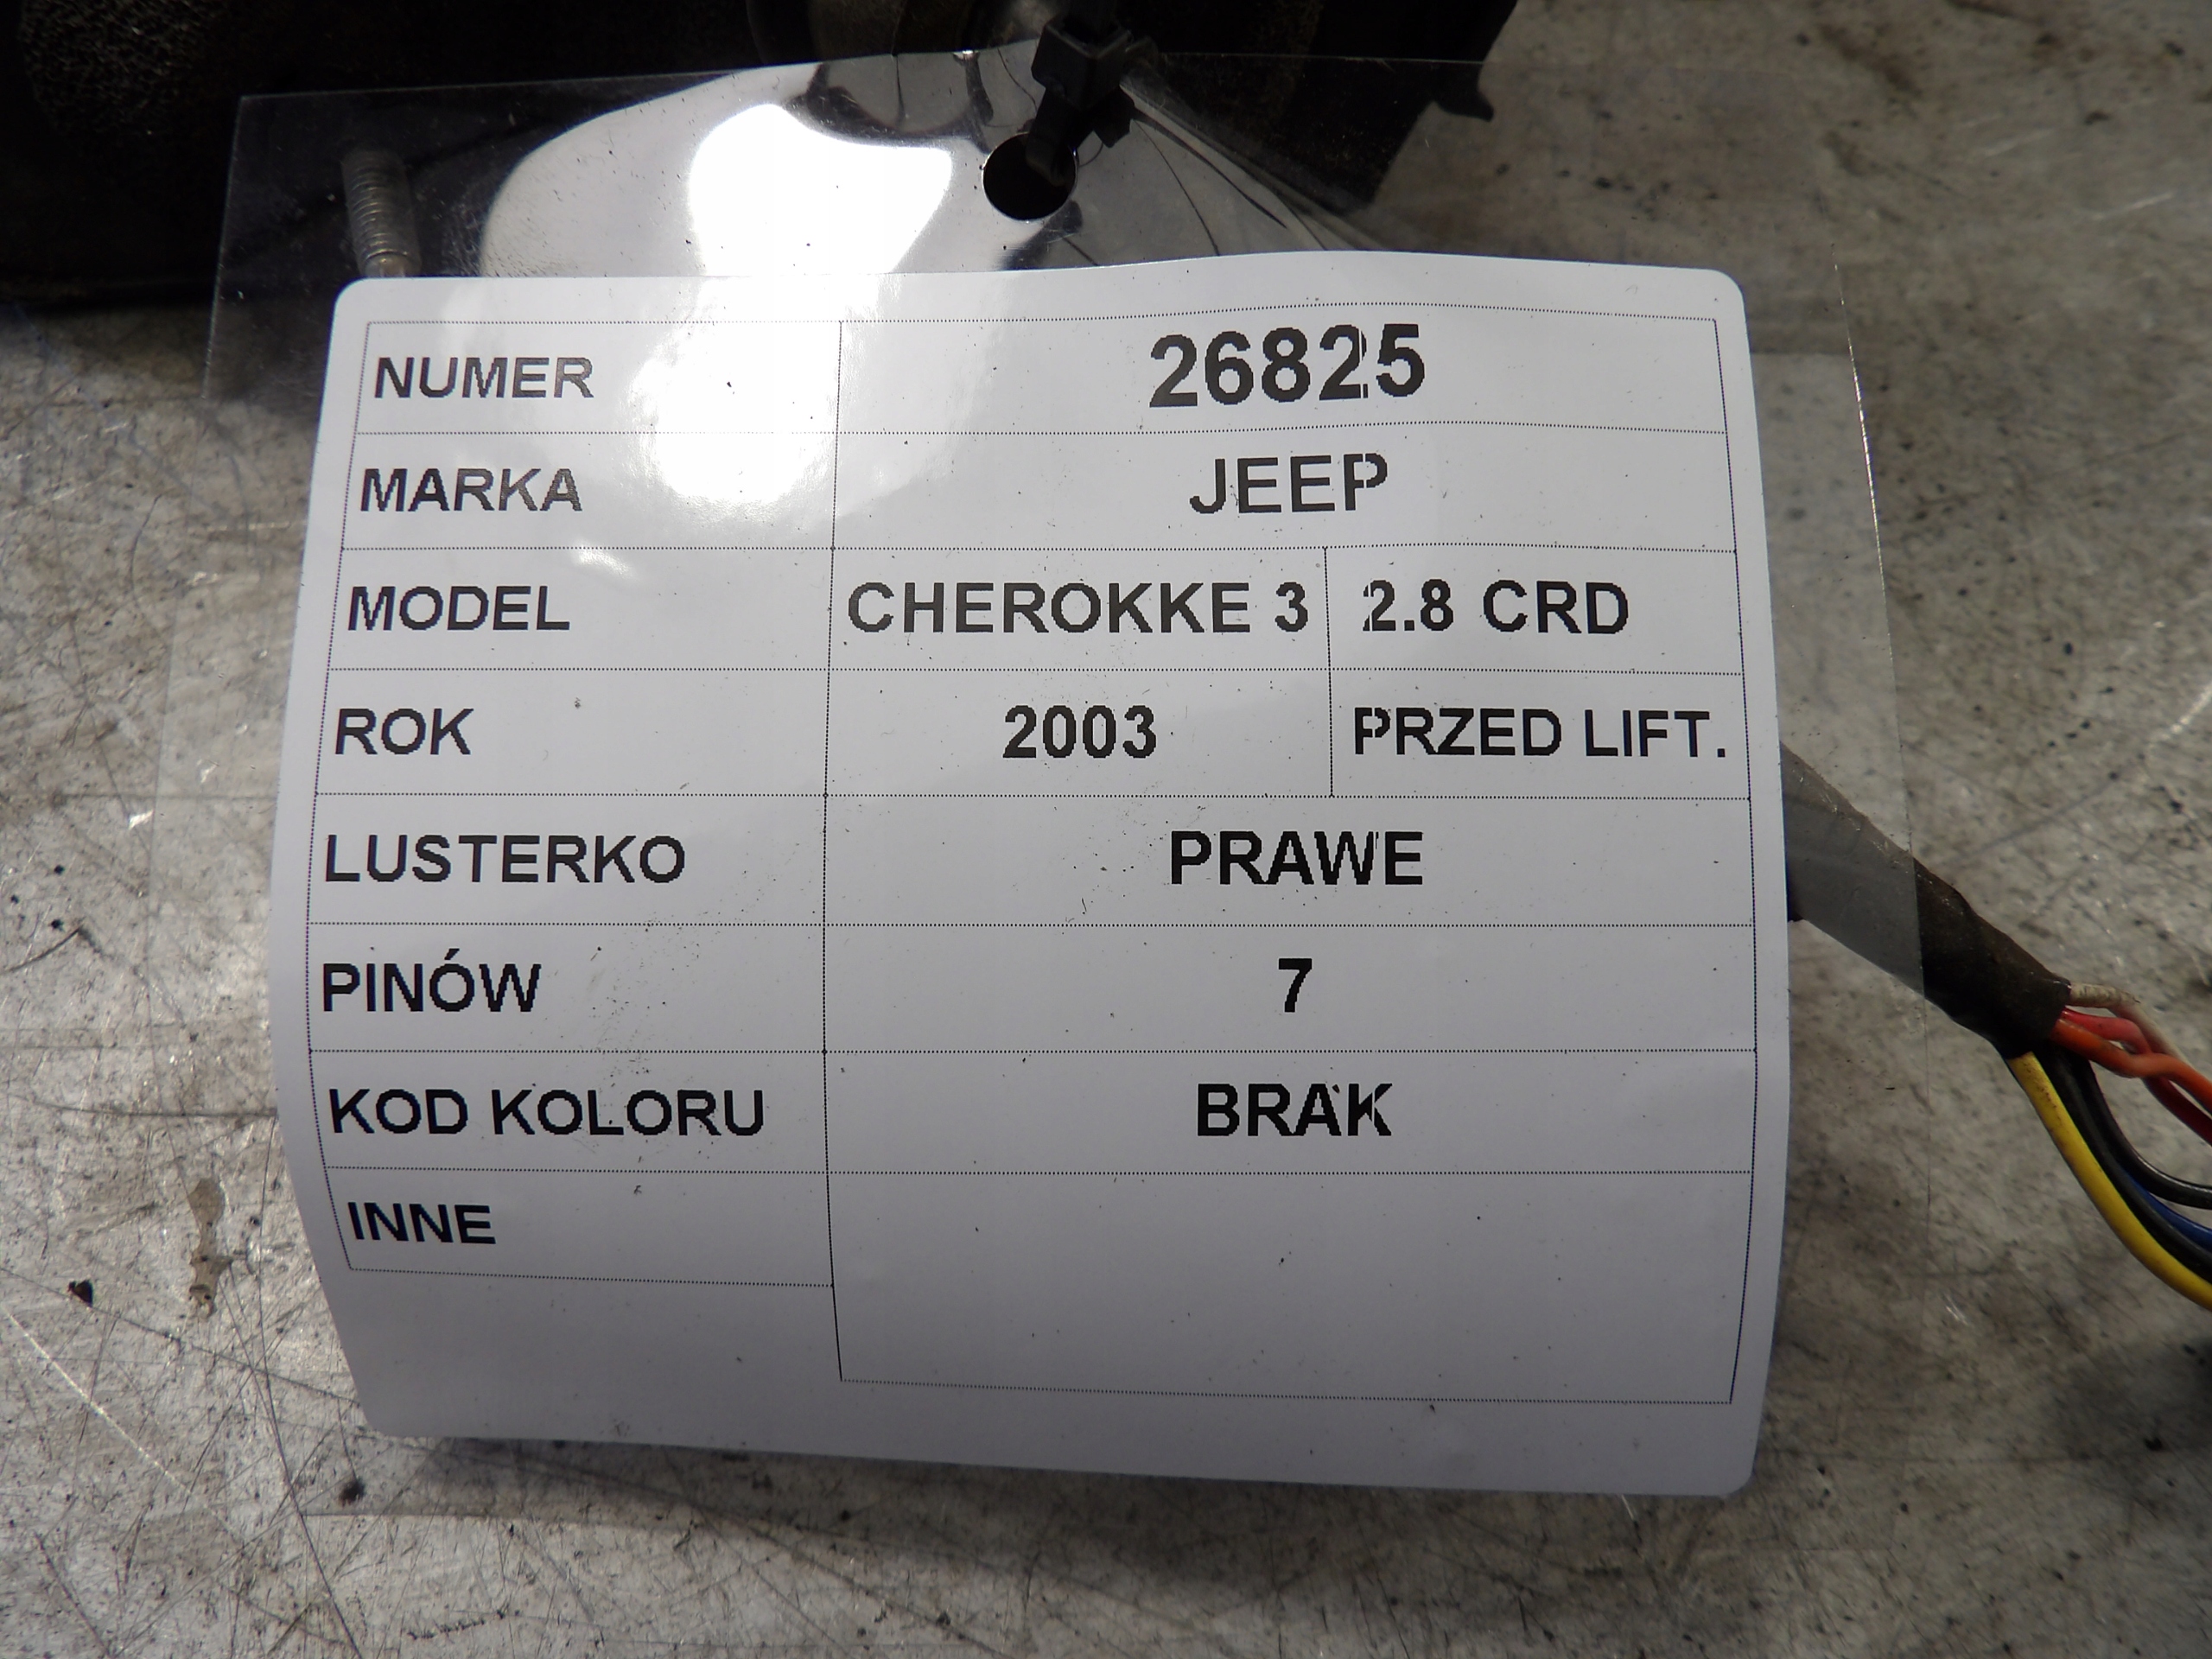 NUMER 26825
MARKA JEEP
MODEL CHEROKKE 3 2.8 CRD
ROK 2003 PRZED LIFT.
LUSTERKO PRAWE
PINÓW 7
KOD KOLORU BRAK
INNE